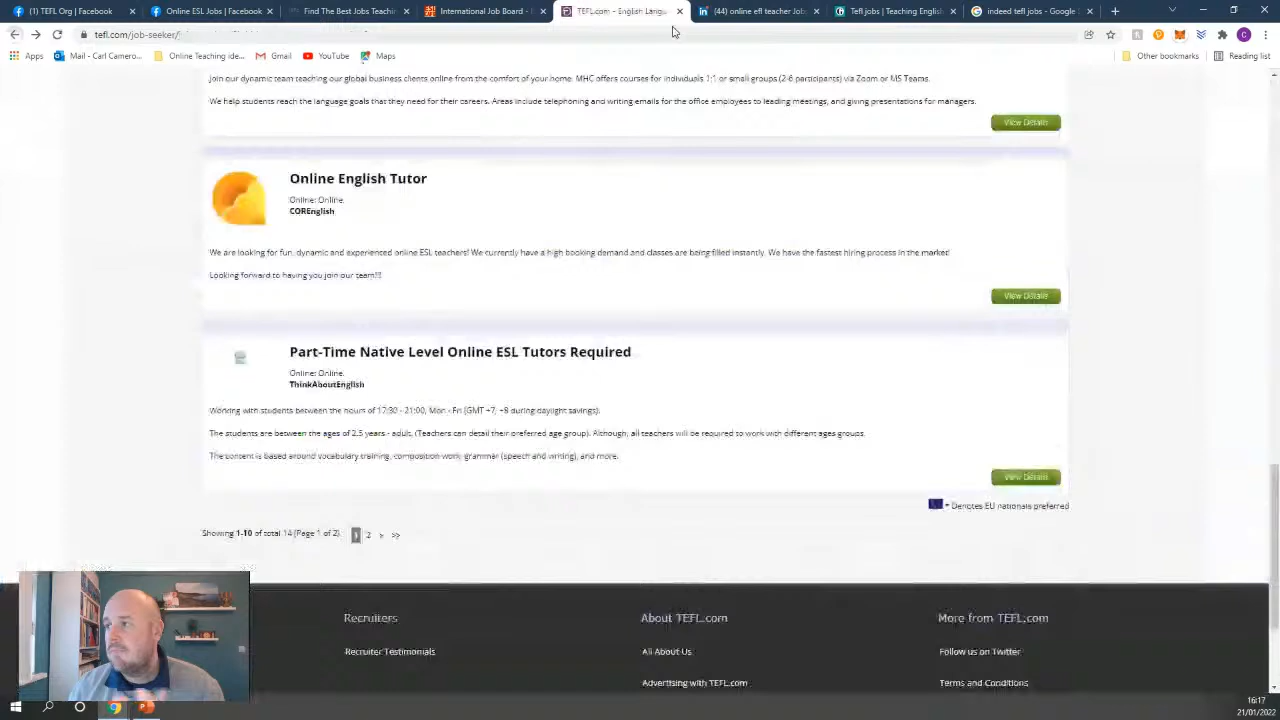 (1) TEFL Org | Facebook
Online ESL Jobs | Facebook
Find The Best Jobs Teachi
International Job Board - I
TEFL.com - English Langu
(44) online efl teacher Jobs
Tefl jobs | Teaching English
indeed tefl jobs - Google S
tefl.com/job-seeker/
Apps
Mail - Carl Camero...
Online Teaching ide...
Gmail
YouTube
Maps
Other bookmarks
Reading list
Join our dynamic team teaching our global business clients online from the comfort of your home: MHC offers courses for individuals 1:1 or small groups (2-6 participants) via Zoom or MS Teams.
We help students reach the language goals that they need for their careers. Areas include telephoning and writing emails for the office employees to leading meetings, and giving presentations for managers.
View Details
Online English Tutor
Online: Online.
COREnglish
We are looking for fun, dynamic and experienced online ESL teachers! We currently have a high booking demand and classes are being filled instantly. We have the fastest hiring process in the market!
Looking forward to having you join our team!!!
View Details
Part-Time Native Level Online ESL Tutors Required
Online: Online.
ThinkAboutEnglish
Working with students between the hours of 17:30 - 21:00, Mon - Fri (GMT +7, +8 during daylight savings).
The students are between the ages of 2.5 years - adult, (Teachers can detail their preferred age group). Although, all teachers will be required to work with different ages groups.
The content is based around vocabulary training, composition work, grammar (speech and writing), and more.
View Details
= Denotes EU nationals preferred
Showing 1-10 of total 14 [Page 1 of 2]. 1 2 > >>
Recruiters
About TEFL.com
More from TEFL.com
Recruiter Testimonials
All About Us
Follow us on Twitter
Advertising with TEFL.com
Terms and Conditions
16:17
21/01/2022